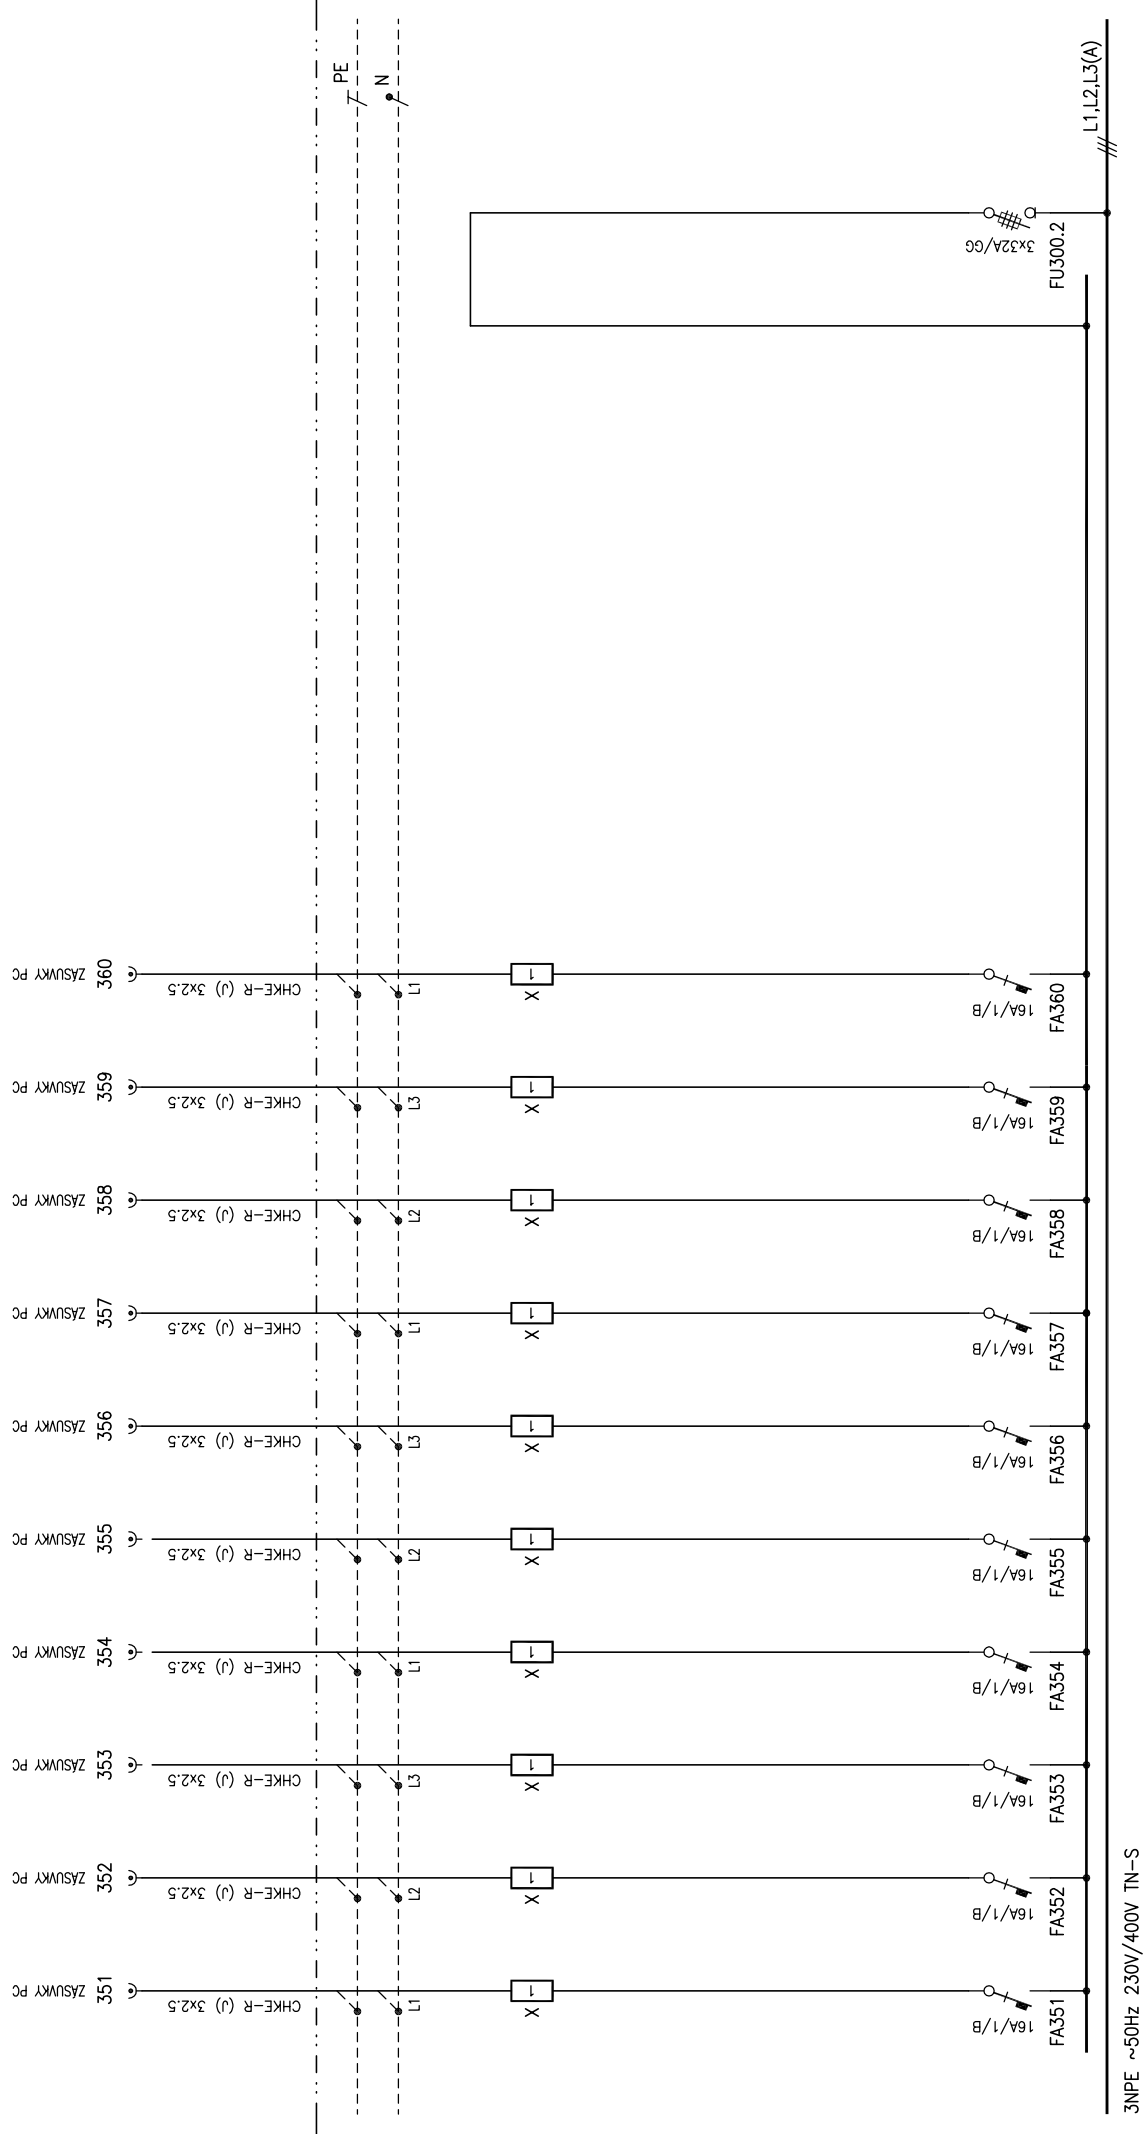 PE
N
L1,L2,L3(A)
3x32A/GG
FU300.2
ZÁSUVKY PC
360
CHKE-R (J) 3x2.5
L1
1
X
16A/1/B
FA360
ZÁSUVKY PC
359
CHKE-R (J) 3x2.5
L3
1
X
16A/1/B
FA359
ZÁSUVKY PC
358
CHKE-R (J) 3x2.5
L2
1
X
16A/1/B
FA358
ZÁSUVKY PC
357
CHKE-R (J) 3x2.5
L1
1
X
16A/1/B
FA357
ZÁSUVKY PC
356
CHKE-R (J) 3x2.5
L3
1
X
16A/1/B
FA356
ZÁSUVKY PC
355
CHKE-R (J) 3x2.5
L2
1
X
16A/1/B
FA355
ZÁSUVKY PC
354
CHKE-R (J) 3x2.5
L1
1
X
16A/1/B
FA354
ZÁSUVKY PC
353
CHKE-R (J) 3x2.5
L3
1
X
16A/1/B
FA353
ZÁSUVKY PC
352
CHKE-R (J) 3x2.5
L2
1
X
16A/1/B
FA352
ZÁSUVKY PC
351
CHKE-R (J) 3x2.5
L1
1
X
16A/1/B
FA351
3NPE ~50Hz 230V/400V TN-S